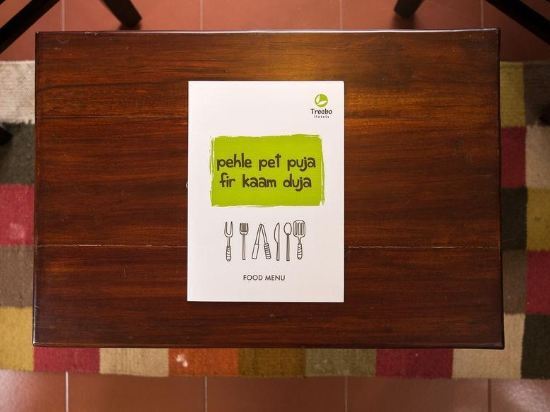 Treebo
Hotels
pehle pet puja
fir kaam duja
FOOD MENU